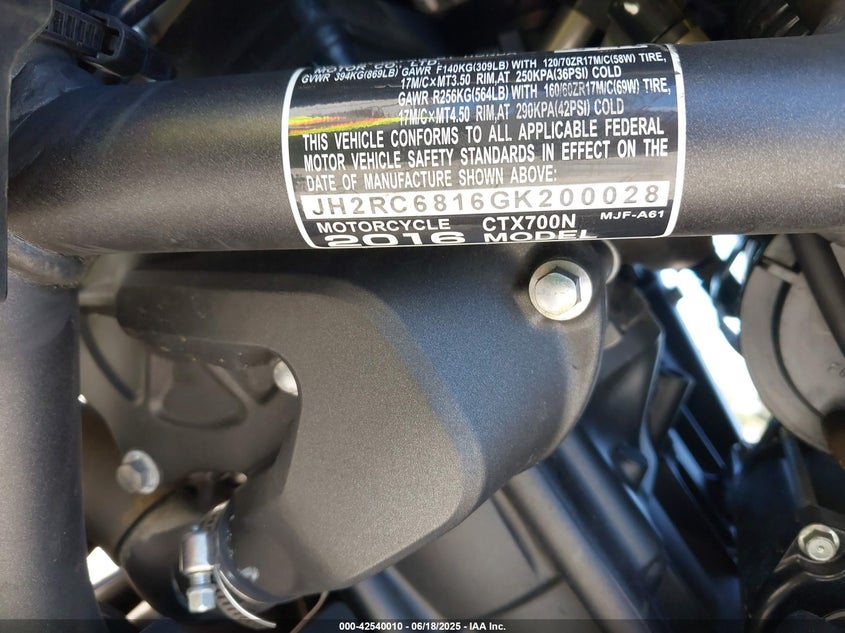 MOTOR CO., LTD.
GVWR 394KG(869LB) GAWR F140KG(309LB) WITH 120/70ZR17M/C(58W) TIRE,
17M/C×MT3.50 RIM,AT 250KPA(36PSI) COLD
GAWR R256KG(564LB) WITH 160/60ZR17M/C(69W) TIRE,
17M/C×MT4.50 RIM,AT 290KPA(42PSI) COLD
THIS VEHICLE CONFORMS TO ALL APPLICABLE FEDERAL
MOTOR VEHICLE SAFETY STANDARDS IN EFFECT ON THE
DATE OF MANUFACTURE SHOWN ABOVE:
JH2RC6816GK200028
MOTORCYCLE CTX700N MJF-A61
2016 MODEL
000-42540010 / 06/18/2025 - IAA Inc.